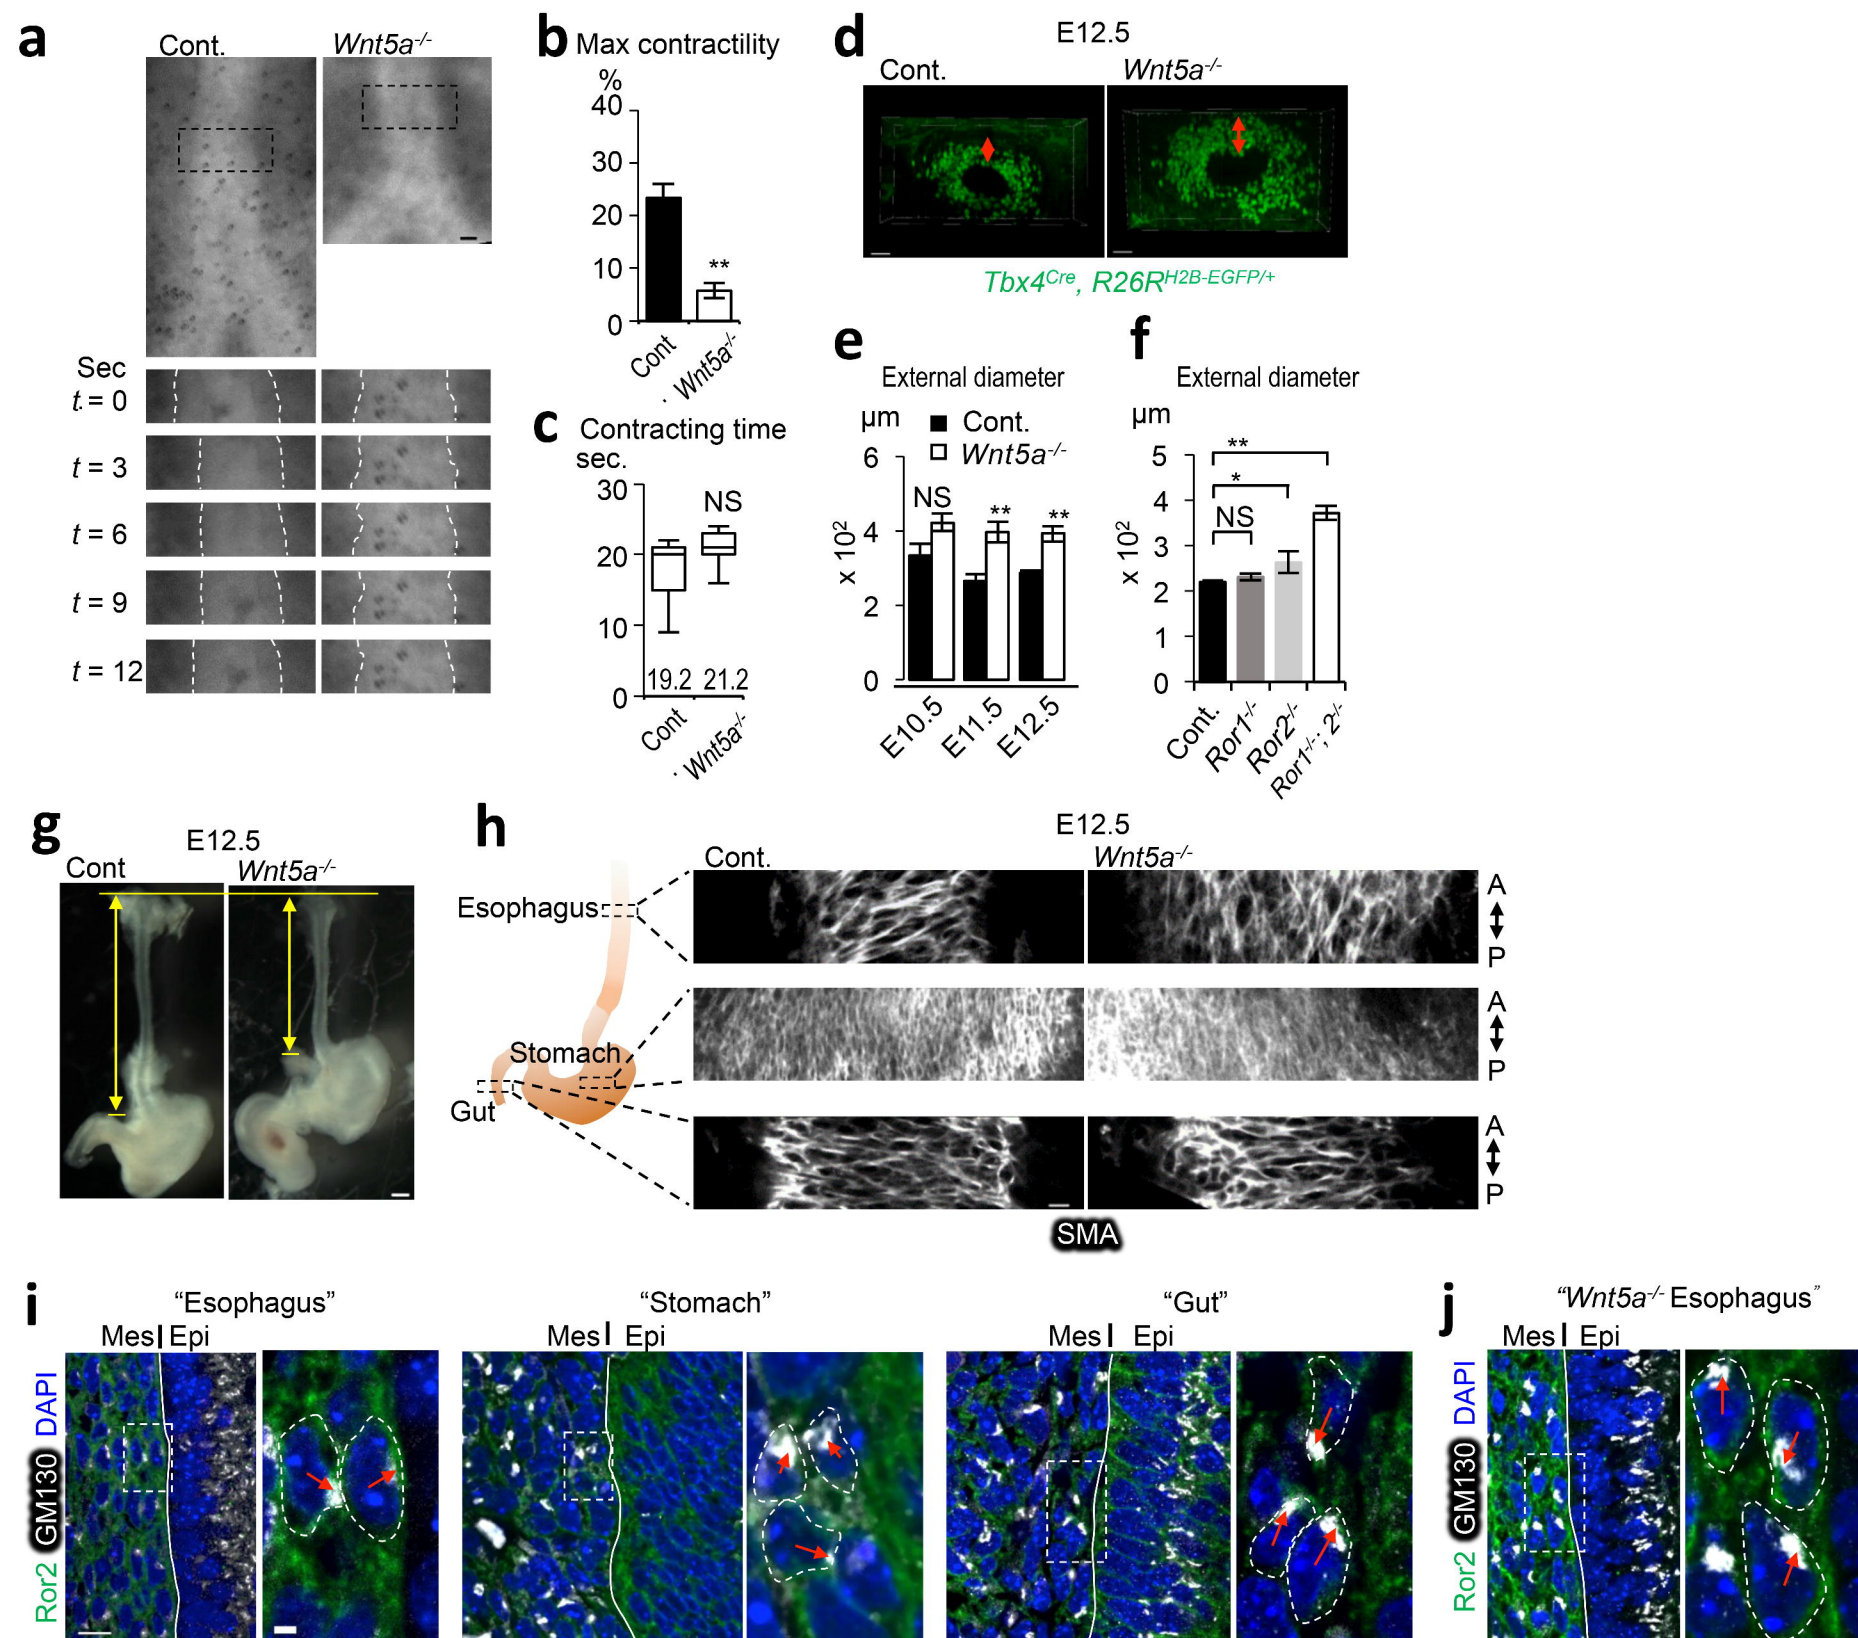 a
Cont.
Wnt5a-/-
Sec
t. = 0
t = 3
t = 6
t = 9
t = 12
b
Max contractility
%
40
30
20
10
0
**
Cont
Wnt5a-/-
c
Contracting time
sec.
30
20
10
0
NS
19.2
21.2
Cont
Wnt5a-/-
d
E12.5
Cont.
Wnt5a-/-
Tbx4Cre, R26RH2B-EGFP/+
e
External diameter
µm
Cont.
Wnt5a-/-
x 10²
6
4
2
0
NS
**
**
E10.5
E11.5
E12.5
f
External diameter
µm
x 10²
5
4
3
2
1
0
**
*
NS
Cont.
Ror1-/-
Ror2-/-
Ror1-/-; 2-/-
g
E12.5
Cont
Wnt5a-/-
h
E12.5
Cont.
Wnt5a-/-
Esophagus
Stomach
Gut
A
P
A
P
A
P
SMA
i
“Esophagus”
Mes
Epi
“Stomach”
Mes
Epi
“Gut”
Mes
Epi
Ror2 GM130 DAPI
j
“Wnt5a-/- Esophagus”
Mes
Epi
Ror2 GM130 DAPI